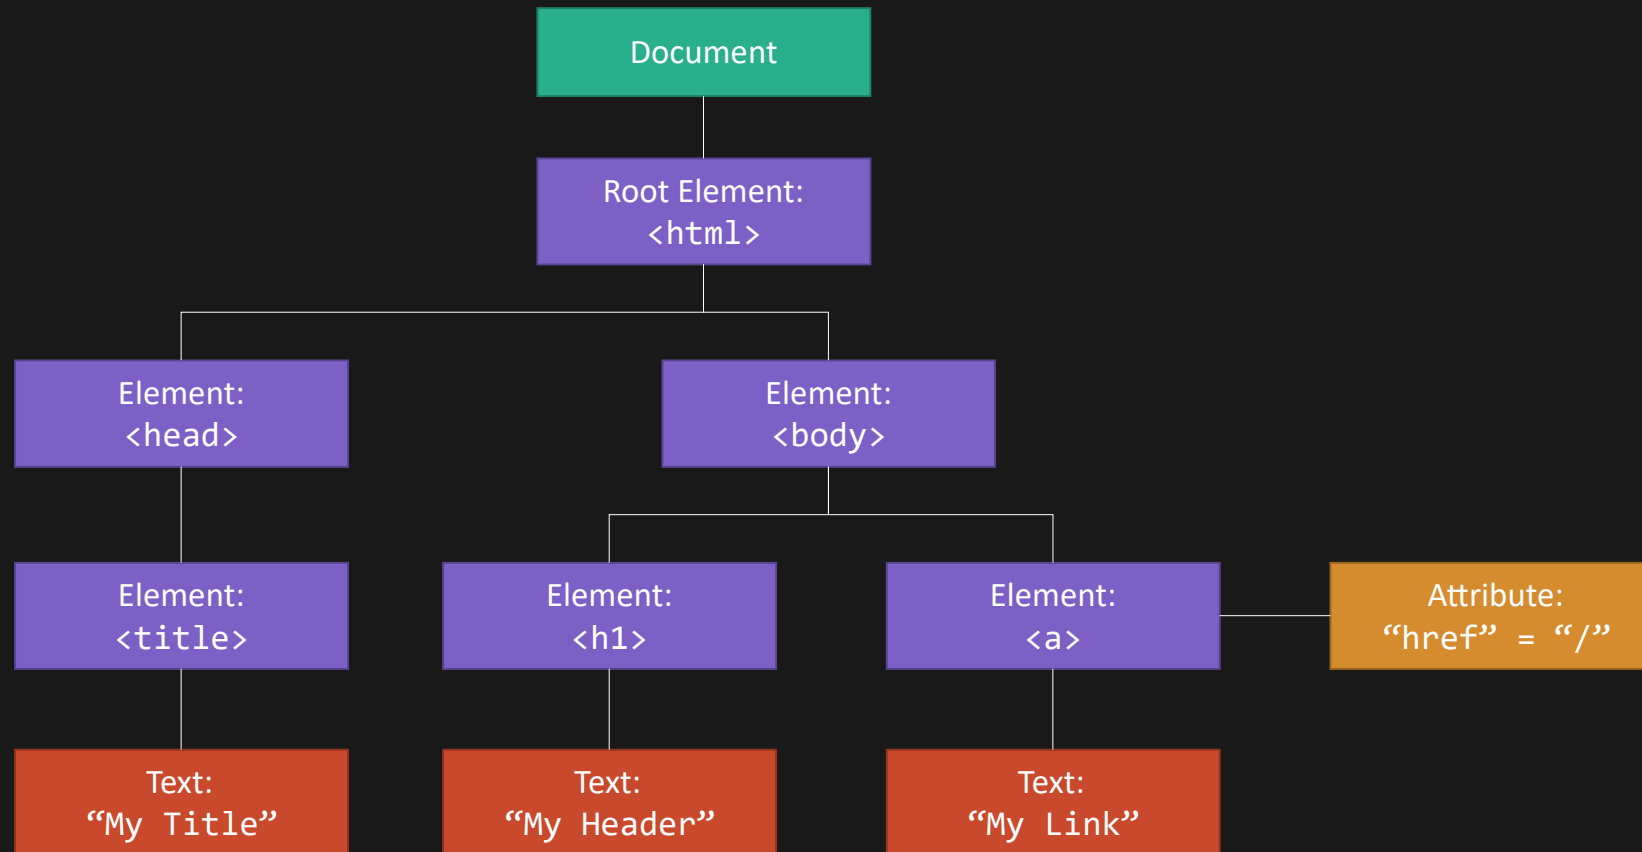 Document
Root Element:
<html>
Element:
<head>
Element:
<body>
Element:
<title>
Element:
<h1>
Element:
<a>
Attribute:
“href” = “/”
Text:
“My Title”
Text:
“My Header”
Text:
“My Link”